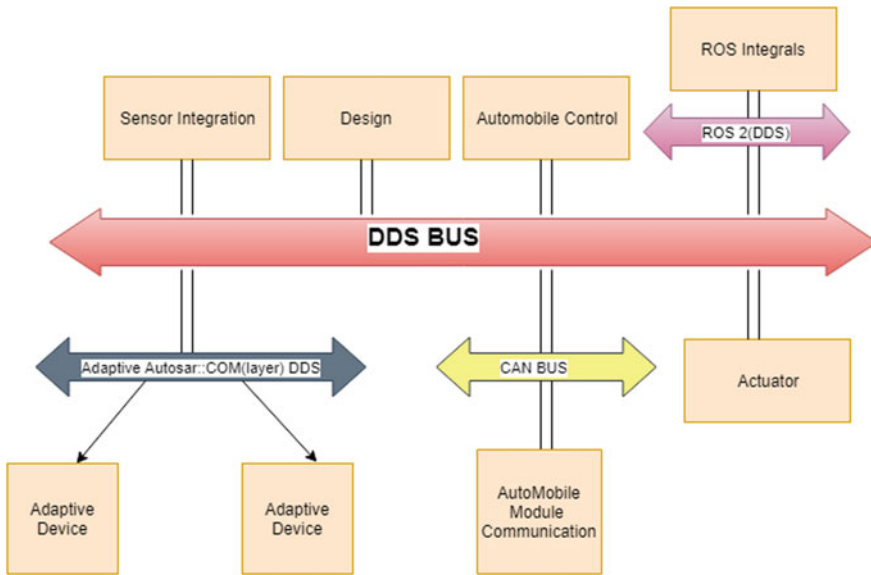 ROS Integrals
Sensor Integration
Design
Automobile Control
ROS 2(DDS)
DDS BUS
Adaptive Autosar::COM(layer) DDS
CAN BUS
Actuator
Adaptive
Device
Adaptive
Device
AutoMobile
Module
Communication